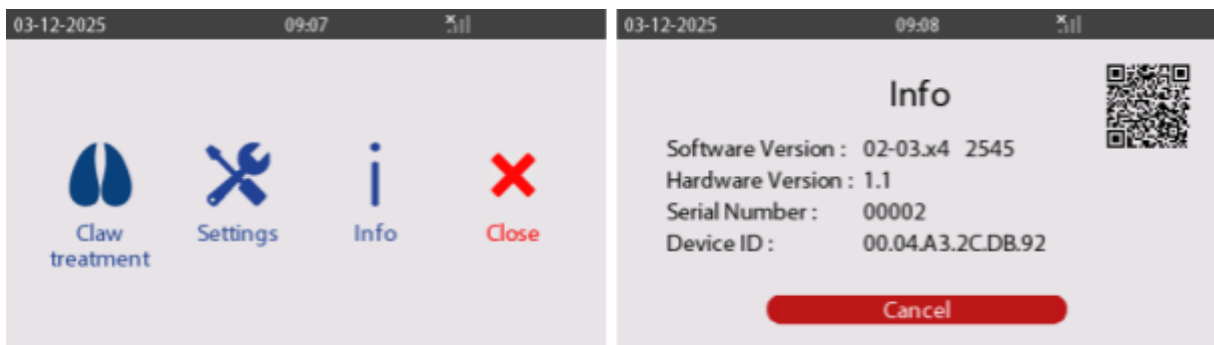 03-12-2025 09:07
Claw treatment
Settings
Info
Close
03-12-2025 09:08
Info
Software Version : 02-03.x4 2545
Hardware Version : 1.1
Serial Number : 00002
Device ID : 00.04.A3.2C.DB.92
Cancel